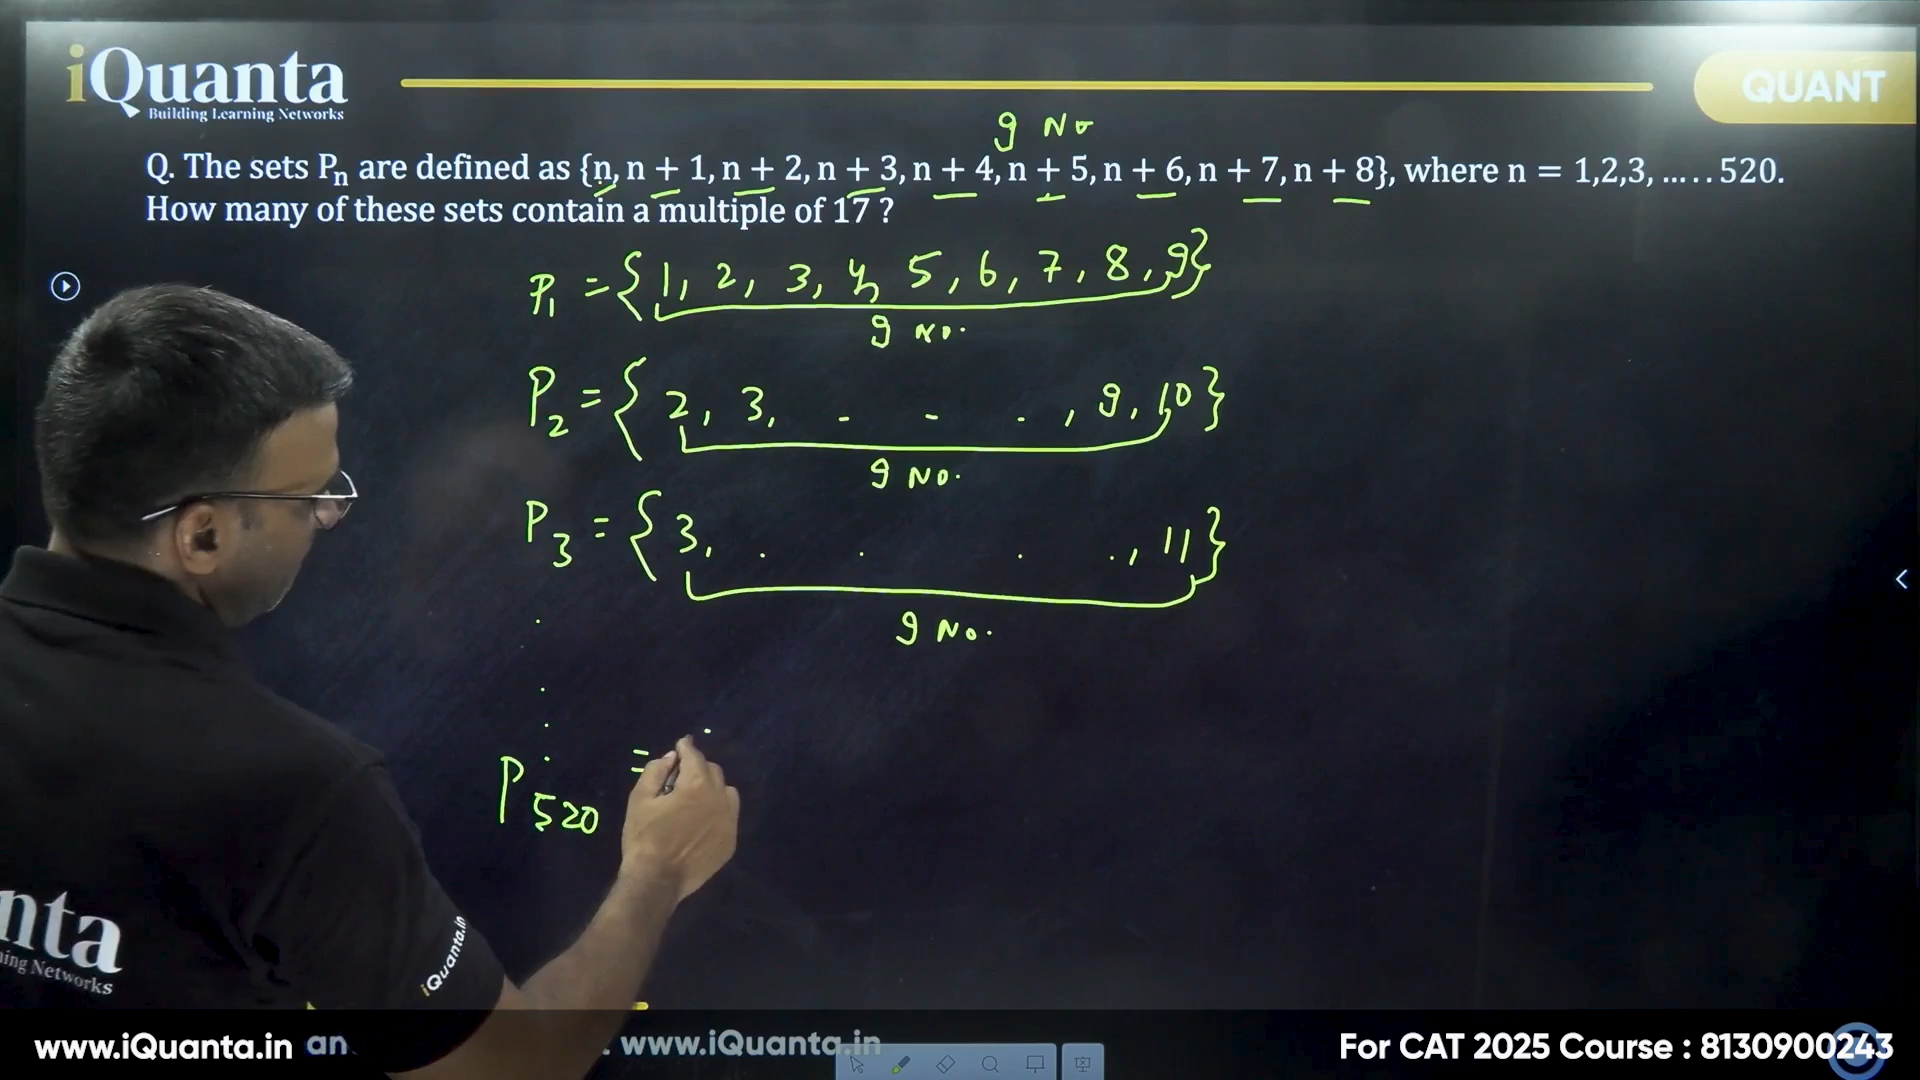 iQuanta
Building Learning Networks
QUANT
9 No
Q. The sets Pn are defined as {n, n + 1, n + 2, n + 3, n + 4, n + 5, n + 6, n + 7, n + 8}, where n = 1,2,3, ..... 520.
How many of these sets contain a multiple of 17 ?
P1 = {1, 2, 3, 4, 5, 6, 7, 8, 9}
9 No.
P2 = {2, 3, - - . , 9, 10}
9 No.
P3 = {3, . . . ., 11}
9 No.
P520 =
nta
ing Networks
iQuanta.in
www.iQuanta.in an
. www.iQuanta.in
For CAT 2025 Course : 8130900243